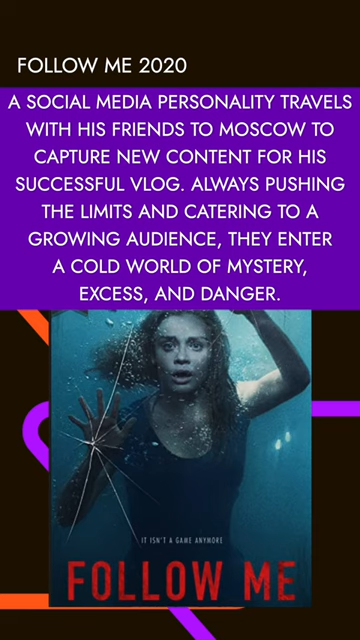 FOLLOW ME 2020
A SOCIAL MEDIA PERSONALITY TRAVELS
WITH HIS FRIENDS TO MOSCOW TO
CAPTURE NEW CONTENT FOR HIS
SUCCESSFUL VLOG. ALWAYS PUSHING
THE LIMITS AND CATERING TO A
GROWING AUDIENCE, THEY ENTER
A COLD WORLD OF MYSTERY,
EXCESS, AND DANGER.
IT ISN'T A GAME ANYMORE
FOLLOW ME